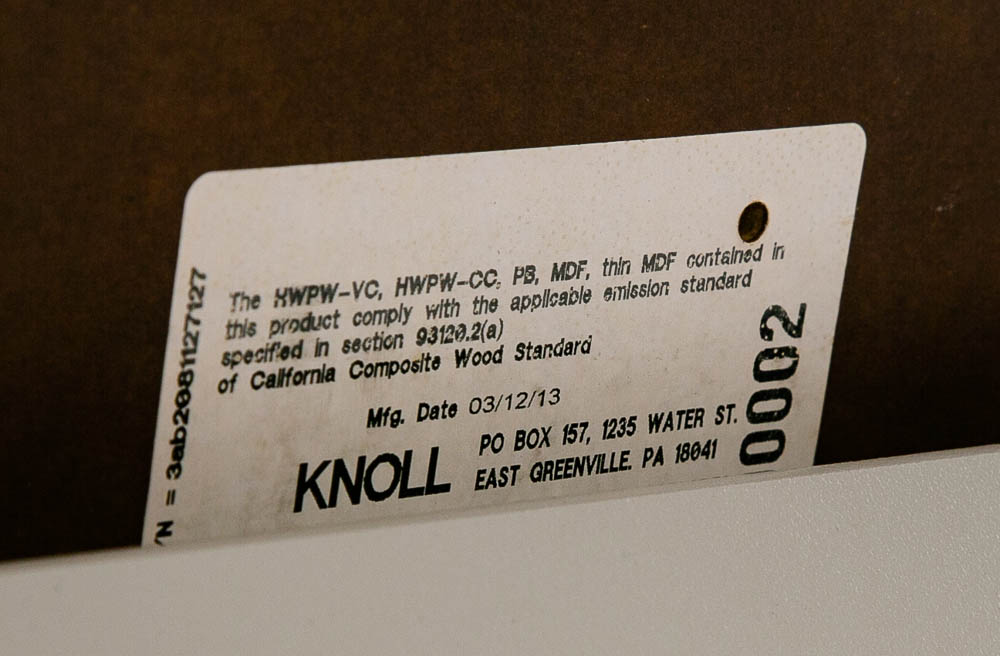 The HWPW-VC, HWPW-CC, PB, MDF, thin MDF contained in
this product comply with the applicable emission standard
specified in section 93120.2(a)
of California Composite Wood Standard
Mfg. Date 03/12/13
KNOLL
PO BOX 157, 1235 WATER ST.
EAST GREENVILLE. PA 18041
/N = 3ab2081127127
0002